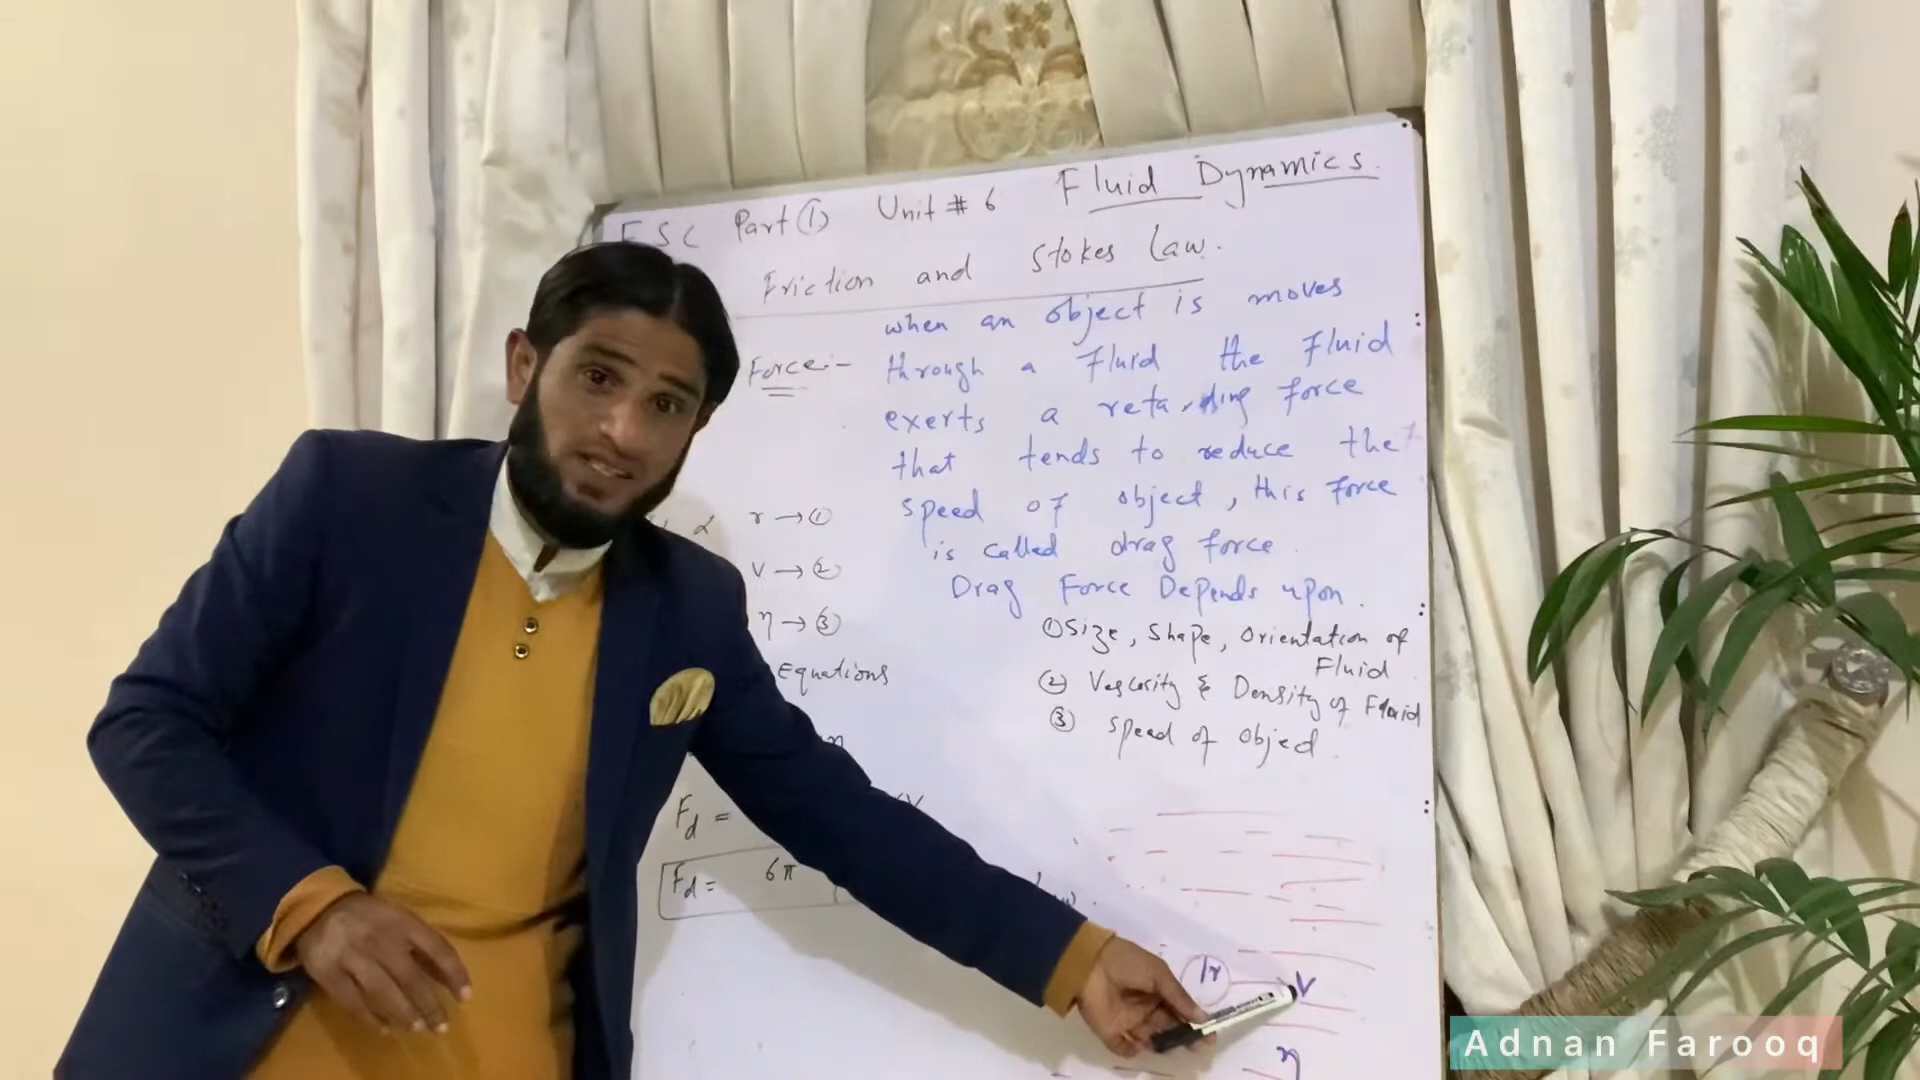 FSC Part ① Unit # 6 Fluid Dynamics.
Friction and Stokes Law.
Force:- when an object is moves
through a Fluid the Fluid
exerts a retarding force
that tends to reduce the
speed of object, this force
is called drag force.
Drag Force Depends upon.
① Size, Shape, Orientation of
Fluid
② Vescosity & Density of Fluid
③ Speed of object.
α r → ①
v → ②
η → ③
Equations
Fd =
Fd = 6π
r
v
η
Adnan Farooq